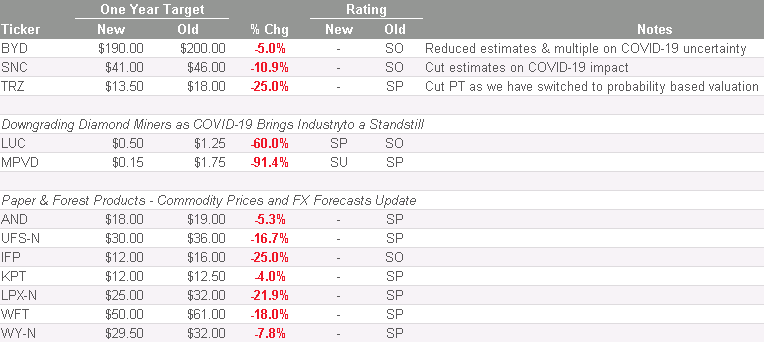 One Year Target Rating
Ticker New Old % Chg New Old Notes
BYD $190.00 $200.00 -5.0% - SO Reduced estimates & multiple on COVID-19 uncertainty
SNC $41.00 $46.00 -10.9% - SO Cut estimates on COVID-19 impact
TRZ $13.50 $18.00 -25.0% - SP Cut PT as we have switched to probability based valuation
Downgrading Diamond Miners as COVID-19 Brings Industryto a Standstill
LUC $0.50 $1.25 -60.0% SP SO
MPVD $0.15 $1.75 -91.4% SU SP
Paper & Forest Products - Commodity Prices and FX Forecasts Update
AND $18.00 $19.00 -5.3% - SP
UFS-N $30.00 $36.00 -16.7% - SP
IFP $12.00 $16.00 -25.0% - SO
KPT $12.00 $12.50 -4.0% - SP
LPX-N $25.00 $32.00 -21.9% - SP
WFT $50.00 $61.00 -18.0% - SP
WY-N $29.50 $32.00 -7.8% - SP